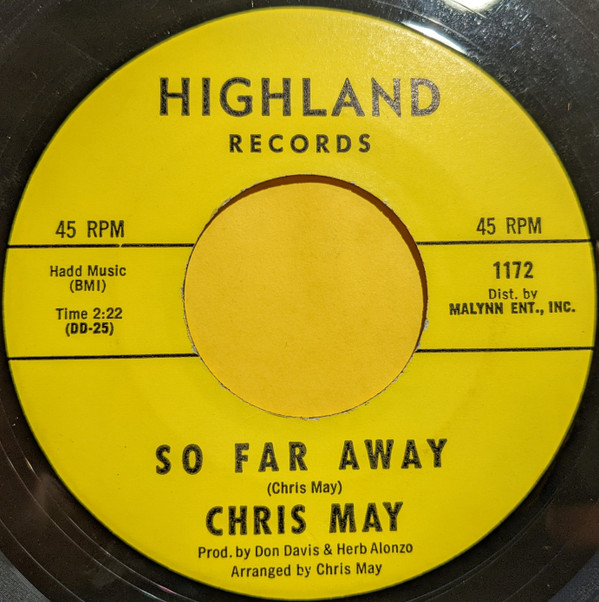 HIGHLAND
RECORDS
45 RPM
45 RPM
Hadd Music
(BMI)
Time 2:22
(DD-25)
1172
Dist. by
MALYNN ENT., INC.
SO FAR AWAY
(Chris May)
CHRIS MAY
Prod. by Don Davis & Herb Alonzo
Arranged by Chris May